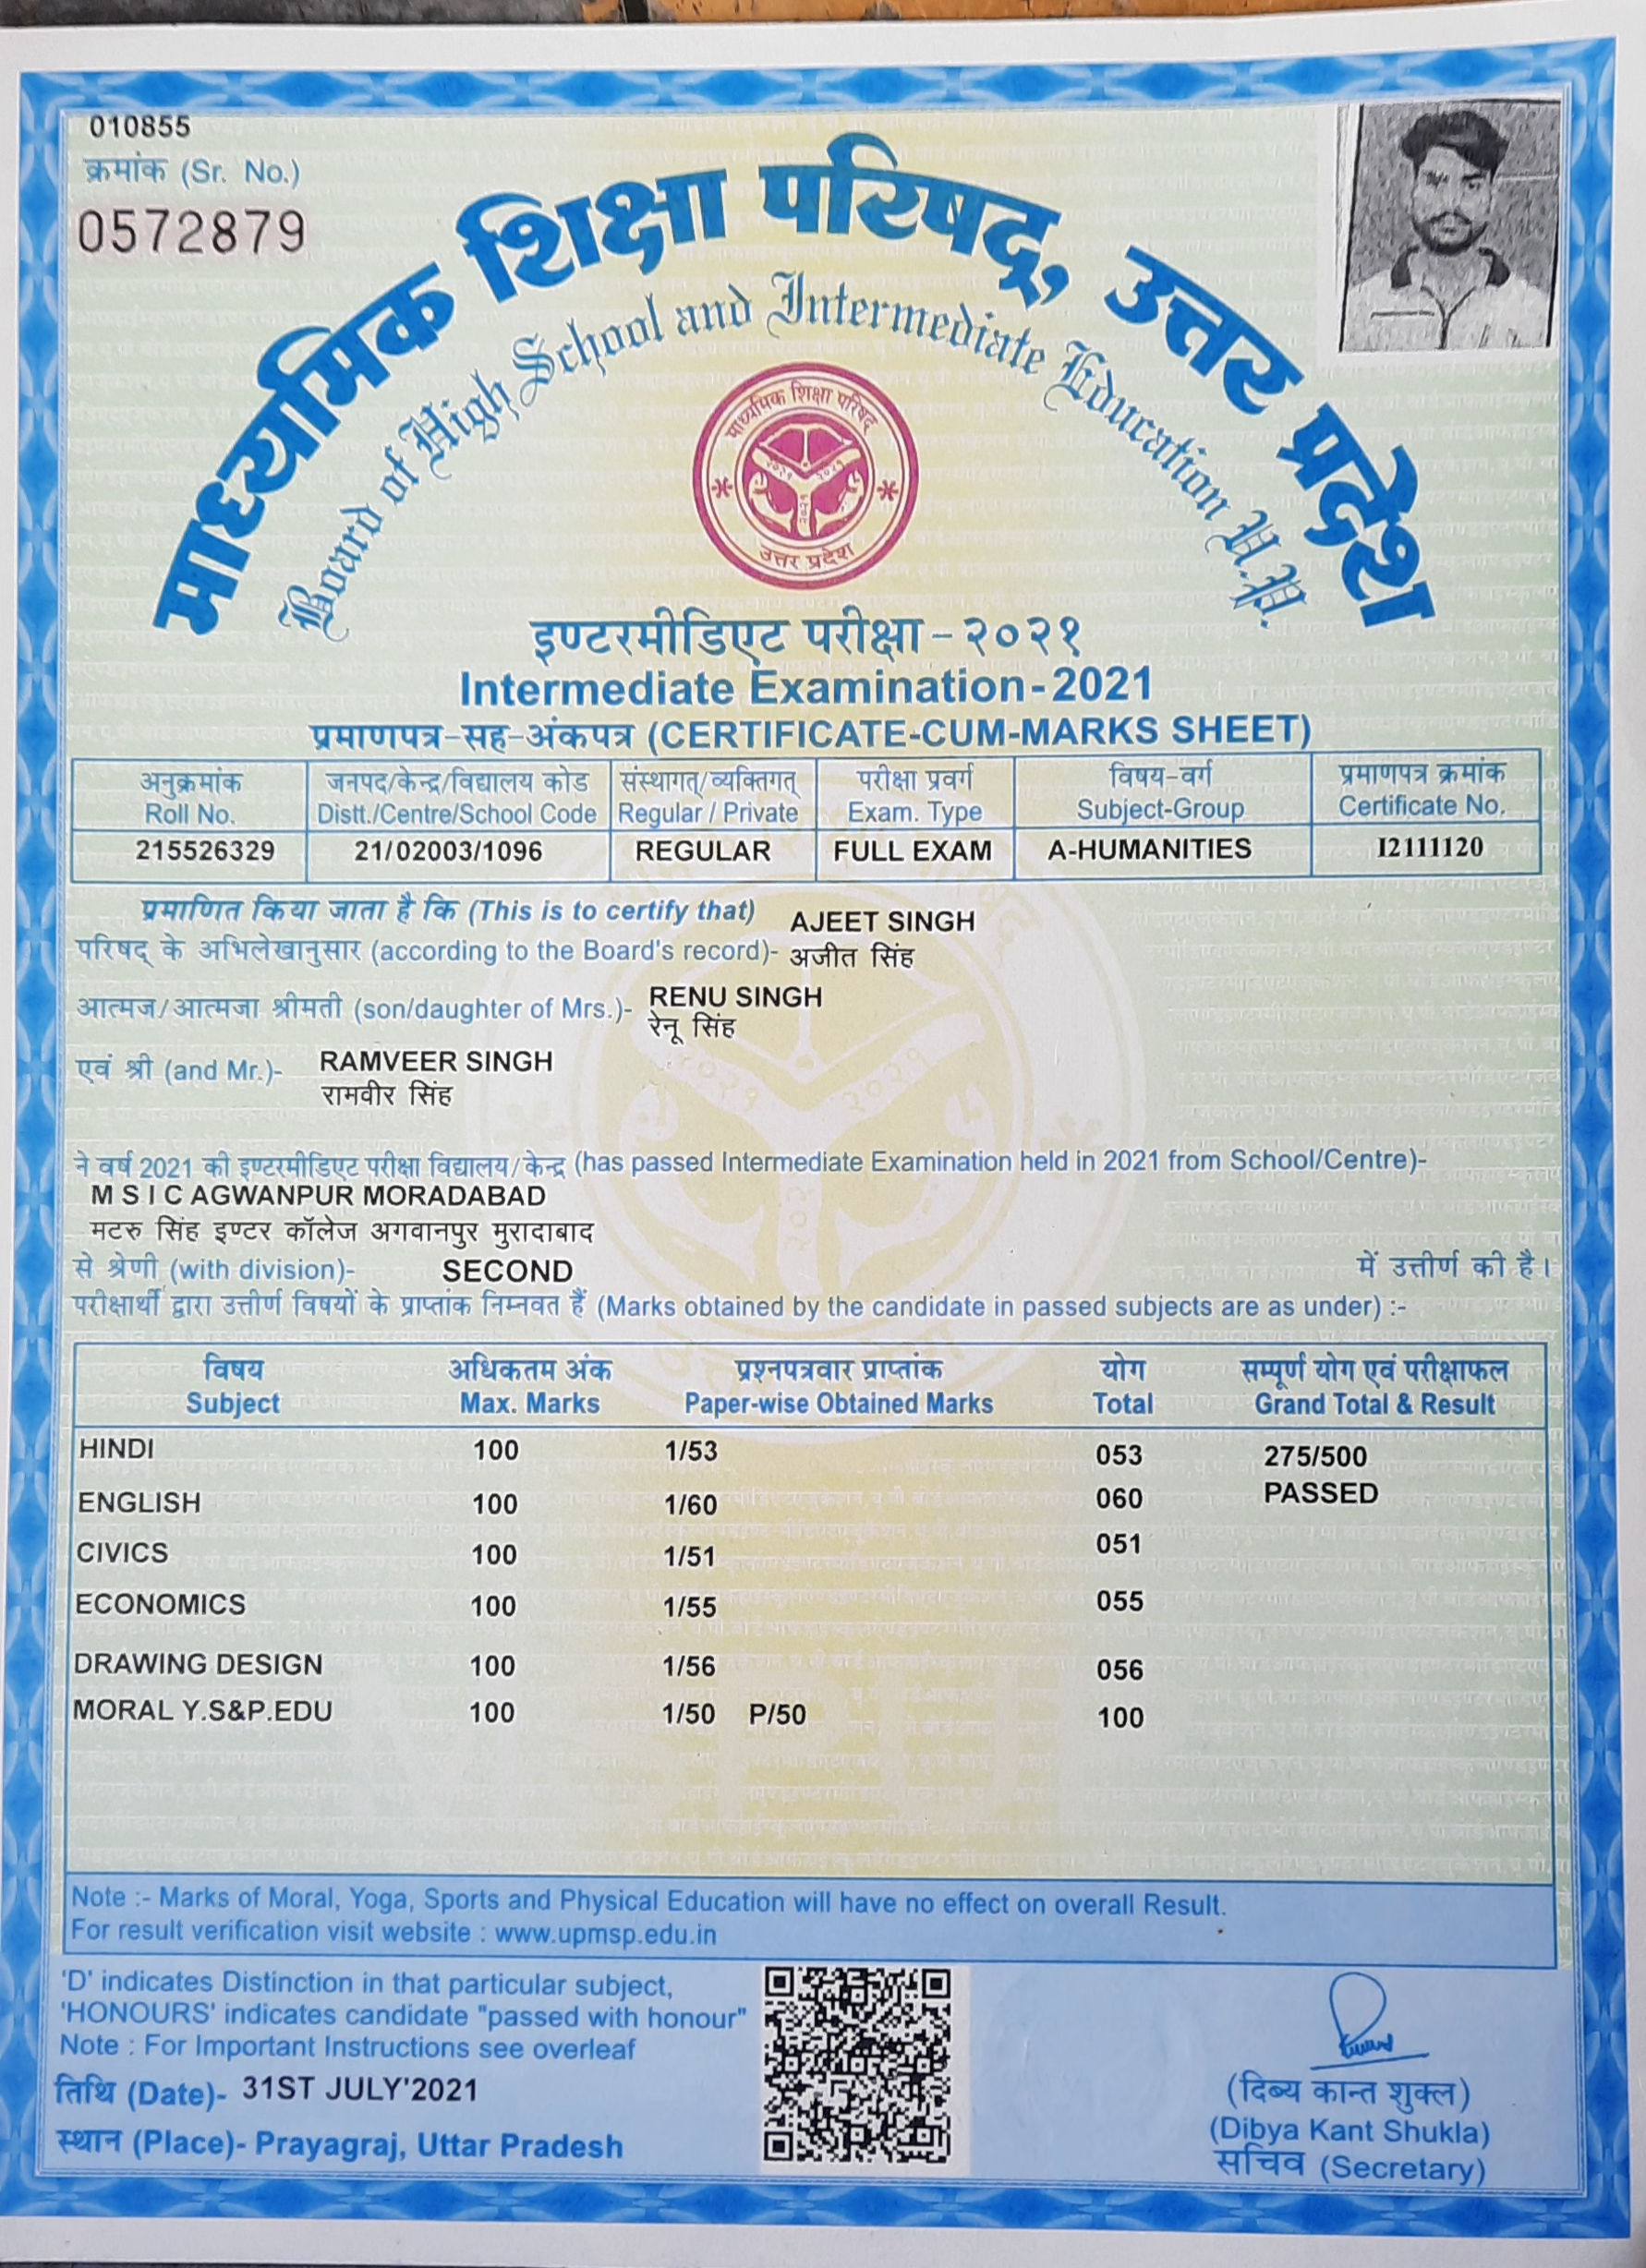 010855
क्रमांक (Sr. No.)
0572879
माध्यमिक शिक्षा परिषद्, उत्तर प्रदेश
Board of High School and Intermediate Education U.P.
माध्यमिक शिक्षा परिषद
उत्तर प्रदेश
इण्टरमीडिएट परीक्षा-२०२१
Intermediate Examination-2021
प्रमाणपत्र-सह-अंकपत्र (CERTIFICATE-CUM-MARKS SHEET)
अनुक्रमांक जनपद/केन्द्र/विद्यालय कोड संस्थागत्/व्यक्तिगत् परीक्षा प्रवर्ग विषय-वर्ग प्रमाणपत्र क्रमांक
Roll No. Distt./Centre/School Code Regular / Private Exam. Type Subject-Group Certificate No.
215526329 21/02003/1096 REGULAR FULL EXAM A-HUMANITIES I2111120
प्रमाणित किया जाता है कि (This is to certify that) AJEET SINGH
परिषद् के अभिलेखानुसार (according to the Board's record)- अजीत सिंह
आत्मज/आत्मजा श्रीमती (son/daughter of Mrs.)- RENU SINGH
रेनू सिंह
एवं श्री (and Mr.)- RAMVEER SINGH
रामवीर सिंह
ने वर्ष 2021 की इण्टरमीडिएट परीक्षा विद्यालय/केन्द्र (has passed Intermediate Examination held in 2021 from School/Centre)-
M S I C AGWANPUR MORADABAD
मटरु सिंह इण्टर कॉलेज अगवानपुर मुरादाबाद
से श्रेणी (with division)- SECOND में उत्तीर्ण की है।
परीक्षार्थी द्वारा उत्तीर्ण विषयों के प्राप्तांक निम्नवत हैं (Marks obtained by the candidate in passed subjects are as under) :-
विषय अधिकतम अंक प्रश्नपत्रवार प्राप्तांक योग सम्पूर्ण योग एवं परीक्षाफल
Subject Max. Marks Paper-wise Obtained Marks Total Grand Total & Result
HINDI 100 1/53 053 275/500
ENGLISH 100 1/60 060 PASSED
CIVICS 100 1/51 051
ECONOMICS 100 1/55 055
DRAWING DESIGN 100 1/56 056
MORAL Y.S&P.EDU 100 1/50 P/50 100
Note :- Marks of Moral, Yoga, Sports and Physical Education will have no effect on overall Result.
For result verification visit website : www.upmsp.edu.in
'D' indicates Distinction in that particular subject,
'HONOURS' indicates candidate "passed with honour"
Note : For Important Instructions see overleaf
तिथि (Date)- 31ST JULY'2021
स्थान (Place)- Prayagraj, Uttar Pradesh
(दिब्य कान्त शुक्ल)
(Dibya Kant Shukla)
सचिव (Secretary)